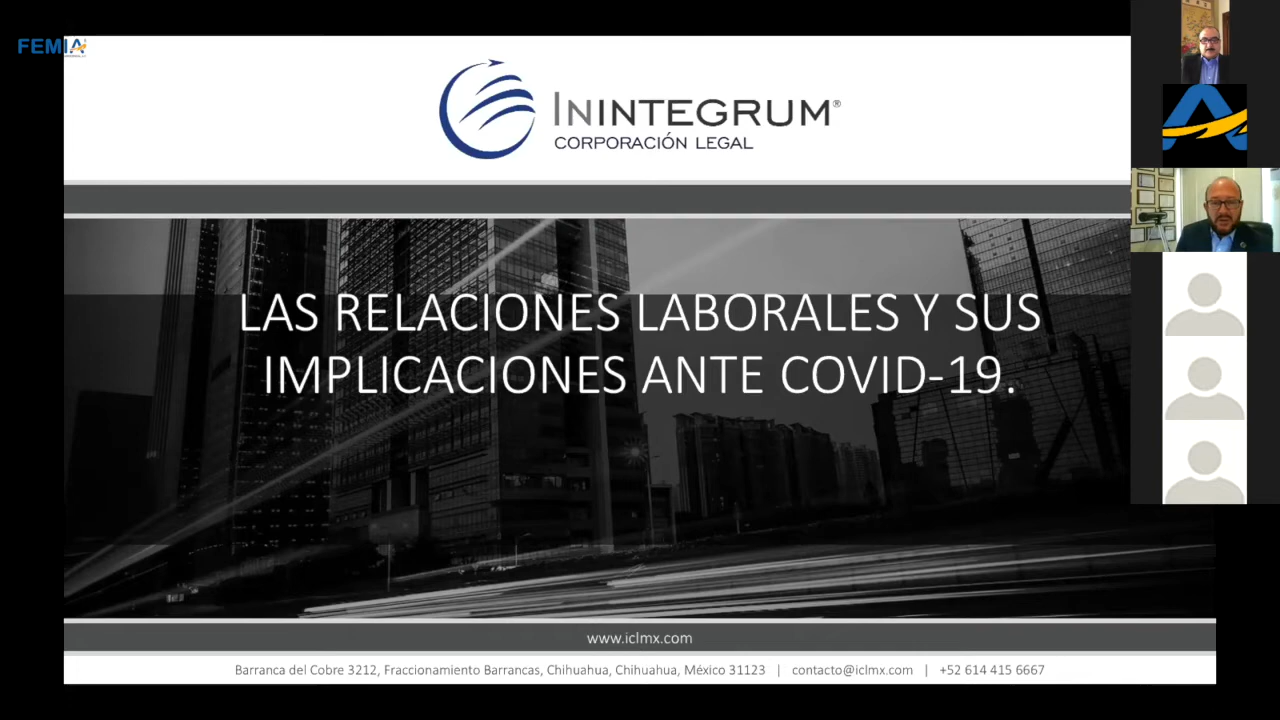 FEMIA
ININTEGRUM®
CORPORACIÓN LEGAL
LAS RELACIONES LABORALES Y SUS
IMPLICACIONES ANTE COVID-19.
www.iclmx.com
Barranca del Cobre 3212, Fraccionamiento Barrancas, Chihuahua, Chihuahua, México 31123 | contacto@iclmx.com | +52 614 415 6667